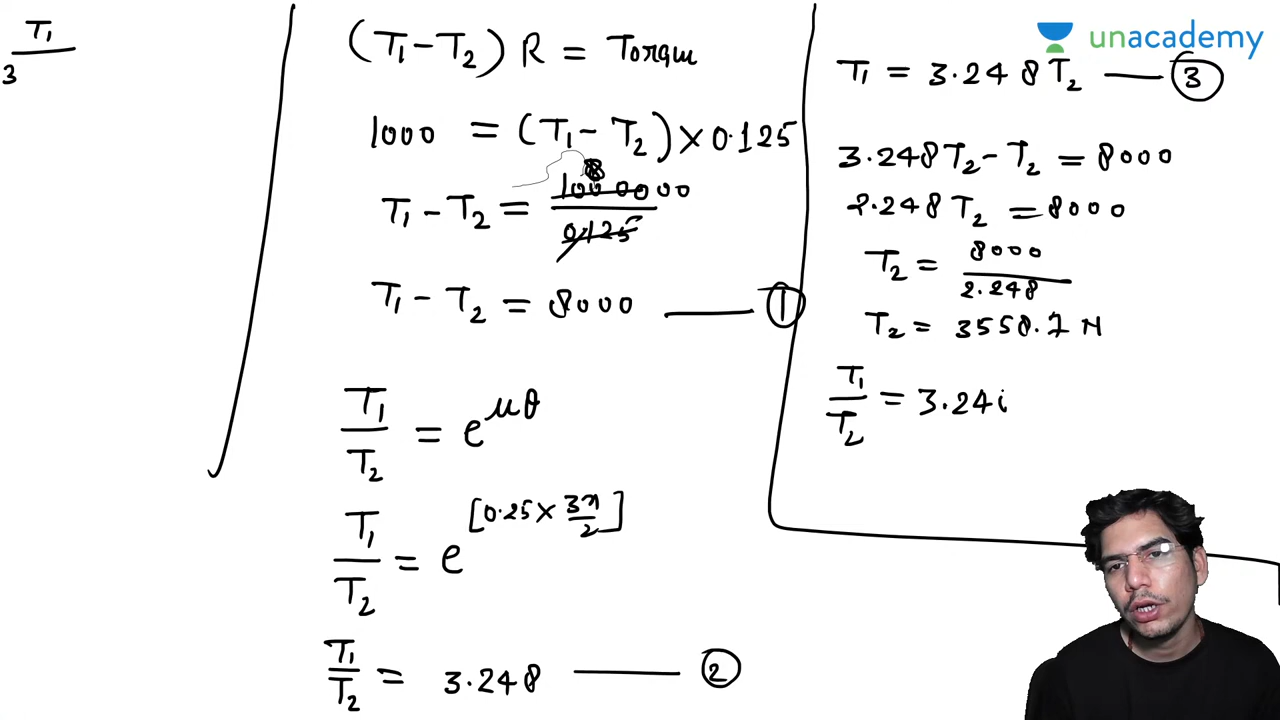 T₁
3
(T₁ - T₂) R = Torqu
1000 = (T₁ - T₂) × 0.125
T₁ - T₂ = 1000000 / 0.125
8
T₁ - T₂ = 8000 —— ①
T₁/T₂ = e^μθ
T₁/T₂ = e^[0.25 × 3π/2]
T₁/T₂ = 3.248 —— ②
unacademy
T₁ = 3.248 T₂ —— ③
3.248 T₂ - T₂ = 8000
2.248 T₂ = 8000
T₂ = 8000 / 2.248
T₂ = 3558.7 N
T₁/T₂ = 3.24